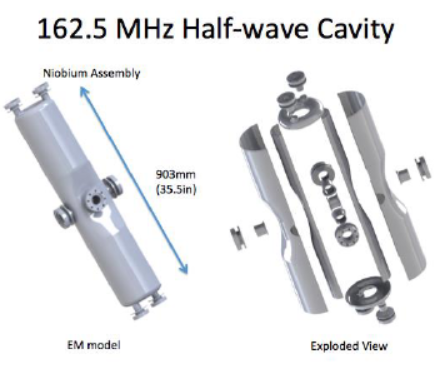 162.5 MHz Half-wave Cavity
Niobium Assembly
903mm
(35.5in)
EM model
Exploded View